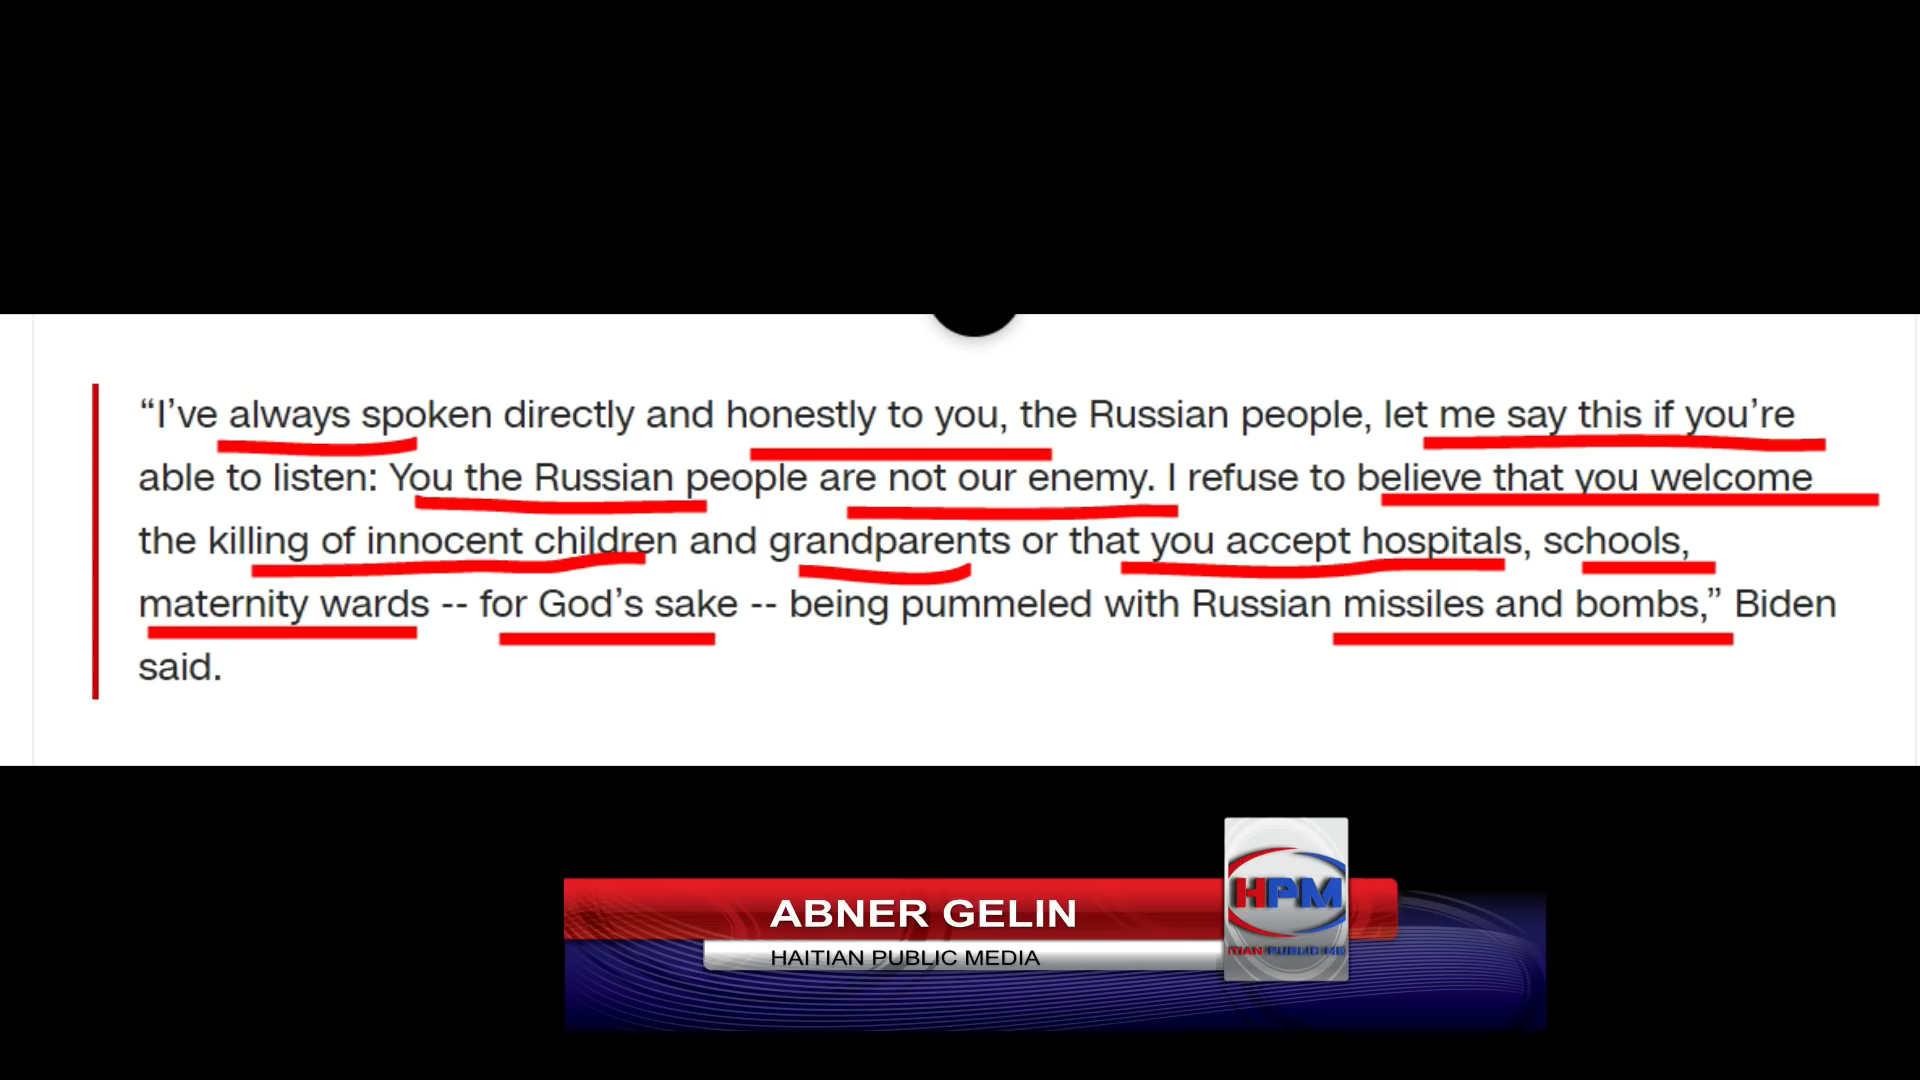 “I’ve always spoken directly and honestly to you, the Russian people, let me say this if you’re
able to listen: You the Russian people are not our enemy. I refuse to believe that you welcome
the killing of innocent children and grandparents or that you accept hospitals, schools,
maternity wards -- for God’s sake -- being pummeled with Russian missiles and bombs,” Biden
said.
HPM
ABNER GELIN
HAITIAN PUBLIC MEDIA